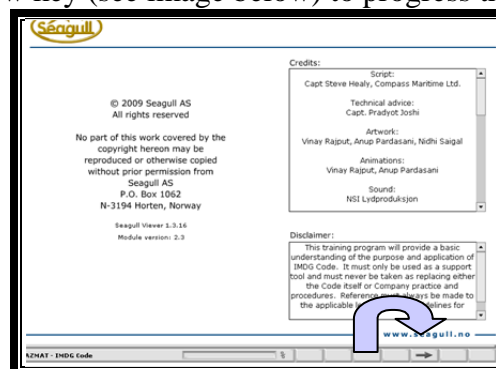 w key (see image below) to progress t
Seagull
© 2009 Seagull AS
All rights reserved
No part of this work covered by the
copyright hereon may be
reproduced or otherwise copied
without prior permission from
Seagull AS
P.O. Box 1062
N-3194 Horten, Norway
Seagull Viewer 1.3.16
Module version: 2.3
Credits:
Script:
Capt Steve Healy, Compass Maritime Ltd.
Technical advice:
Capt. Pradyot Joshi
Artwork:
Vinay Rajput, Anup Pardasani, Nidhi Saigal
Animations:
Vinay Rajput, Anup Pardasani
Sound:
NSI Lydproduksjon
Disclaimer:
This training program will provide a basic
understanding of the purpose and application of
IMDG Code. It must only be used as a support
tool and must never be taken as replacing either
the Code itself or Company practice and
procedures. Reference must always be made to
the applicable delines for
www.seagull.no
AZMAT - IMDG Code
%